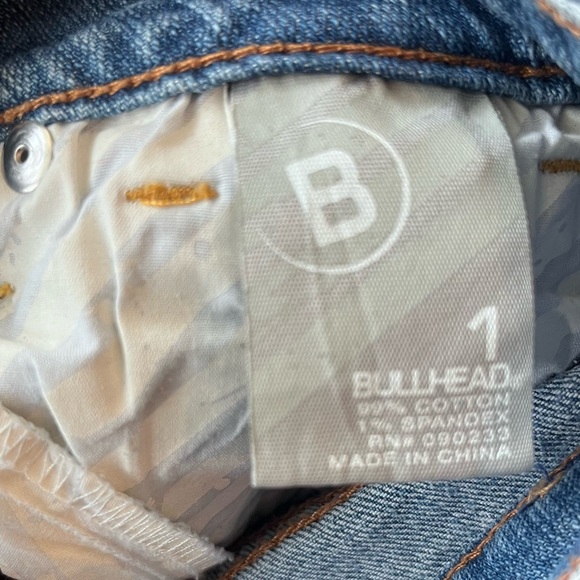 B
1
BULLHEAD
99% COTTON
1% SPANDEX
RN# 090233
MADE IN CHINA